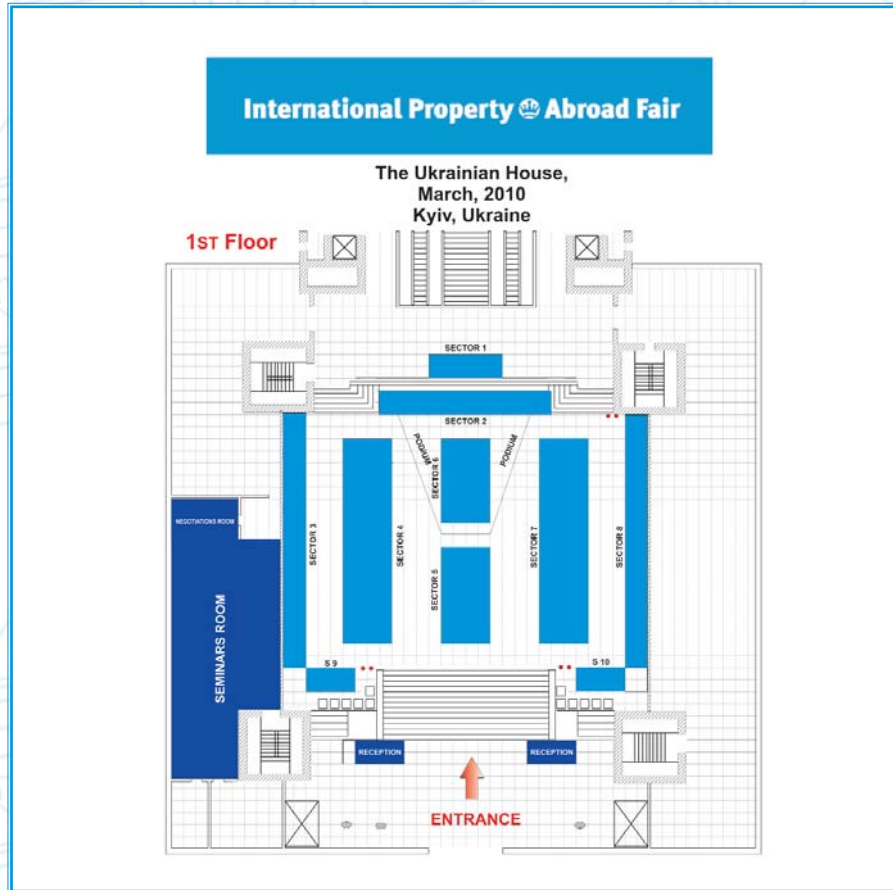 International Property Abroad Fair
The Ukrainian House,
March, 2010
Kyiv, Ukraine
1ST Floor
SECTOR 1
SECTOR 2
PODIUM
PODIUM
SECTOR 6
SECTOR 3
SECTOR 4
SECTOR 7
SECTOR 8
NEGOTIATIONS ROOM
SECTOR 5
SEMINARS ROOM
S 9
S 10
RECEPTION
RECEPTION
ENTRANCE